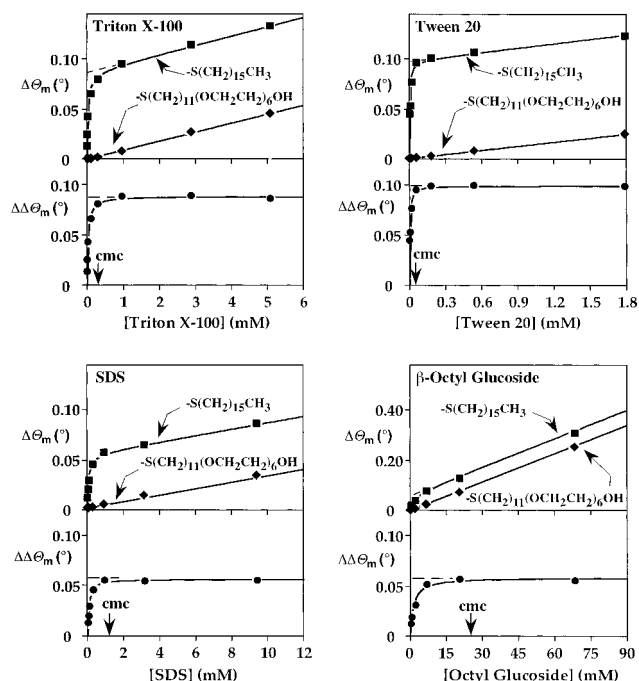 Triton X-100
ΔΘm (°)
0.10
0.05
0
-S(CH2)15CH3
-S(CH2)11(OCH2CH2)6OH
ΔΔΘm (°)
0.10
0.05
0
cmc
0 1 2 3 4 5 6
[Triton X-100] (mM)
Tween 20
ΔΘm (°)
0.10
0.05
0
-S(CH2)15CH3
-S(CH2)11(OCH2CH2)6OH
ΔΔΘm (°)
0.10
0.05
0
cmc
0 0.3 0.6 0.9 1.2 1.5 1.8
[Tween 20] (mM)
SDS
ΔΘm (°)
0.10
0.05
0
-S(CH2)15CH3
-S(CH2)11(OCH2CH2)6OH
ΔΔΘm (°)
0.10
0.05
0
cmc
0 2 4 6 8 10 12
[SDS] (mM)
β-Octyl Glucoside
ΔΘm (°)
0.40
0.20
0
-S(CH2)15CH3
-S(CH2)11(OCH2CH2)6OH
ΔΔΘm (°)
0.10
0.05
0
cmc
0 15 30 45 60 75 90
[Octyl Glucoside] (mM)